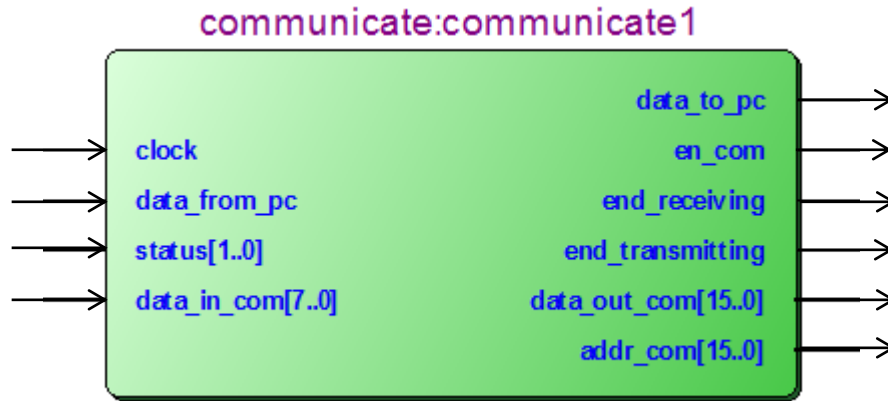 communicate:communicate1
data_to_pc
clock
en_com
data_from_pc
end_receiving
status[1..0]
end_transmitting
data_in_com[7..0]
data_out_com[15..0]
addr_com[15..0]